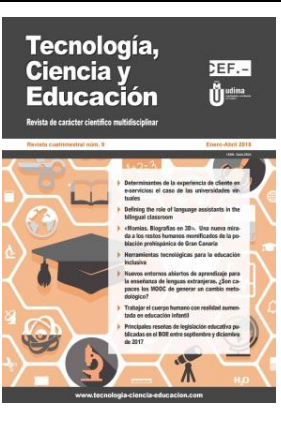 Tecnología,
Ciencia y
Educación
CEF.-
udima
Revista de carácter científico multidisciplinar
Revista cuatrimestral núm. 9
Enero-Abril 2018
Determinantes de la experiencia de cliente en
e-servicios: el caso de las universidades vir-
tuales
Defining the role of language assistants in the
bilingual classroom
«Momias. Biografías en 3D». Una nueva mira-
da a los restos humanos momificados de la po-
blación prehispánica de Gran Canaria
Herramientas tecnológicas para la educación
inclusiva
Nuevos entornos abiertos de aprendizaje para
la enseñanza de lenguas extranjeras. ¿Son ca-
paces los MOOC de generar un cambio meto-
dológico?
Trabajar el cuerpo humano con realidad aumen-
tada en educación infantil
Principales reseñas de legislación educativa pu-
blicadas en el BOE entre septiembre y diciembre
de 2017
H₂O
www.tecnologia-ciencia-educacion.com